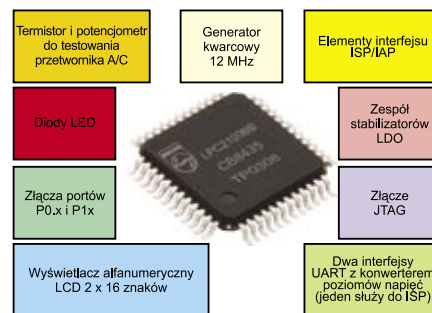 Termistor i potencjometr
do testowania
przetwornika A/C
Generator
kwarcowy
12 MHz
Elementy interfejsu
ISP/IAP
Diody LED
Zespół
stabilizatorów
LDO
Złącza portów
P0.x i P1x
Złącze
JTAG
Wyświetlacz alfanumeryczny
LCD 2 x 16 znaków
Dwa interfejsy
UART z konwerterem
poziomów napięć
(jeden służy do ISP)